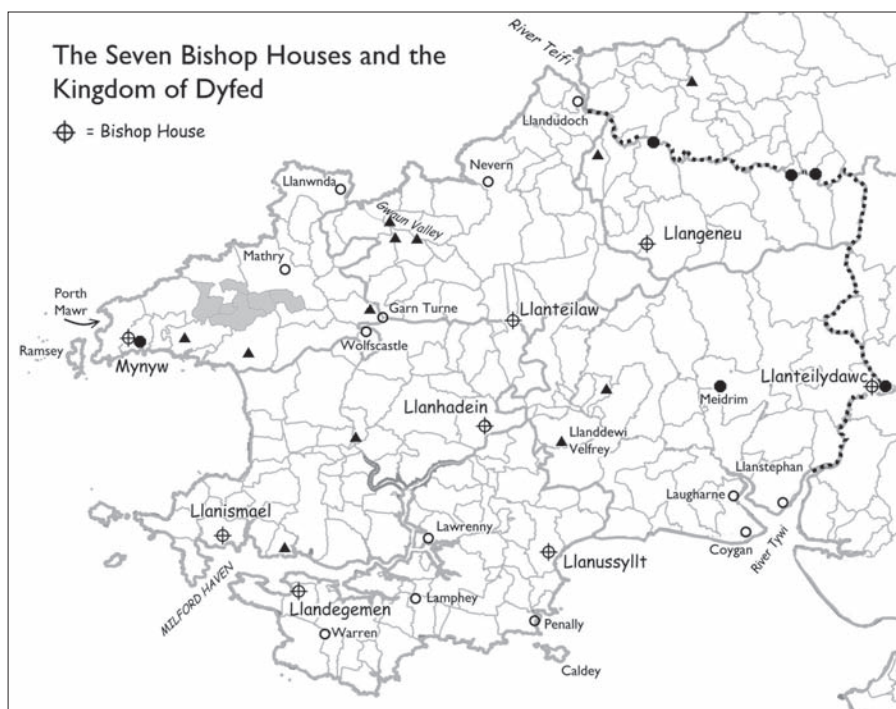 The Seven Bishop Houses and the
Kingdom of Dyfed
= Bishop House
River Teifi
Llandudoch
Nevern
Llanwnda
Gwaun Valley
Llangeneu
Mathry
Porth
Mawr
Garn Turne
Llanteilaw
Ramsey
Wolfscastle
Mynyw
Llanteilydawc
Meidrim
Llanhadein
Llanddewi
Velfrey
Llanstephan
Laugharne
Llanismael
Lawrenny
Coygan
River Tywi
Llanussyllt
MILFORD HAVEN
Llandegemen
Lamphey
Warren
Penally
Caldey